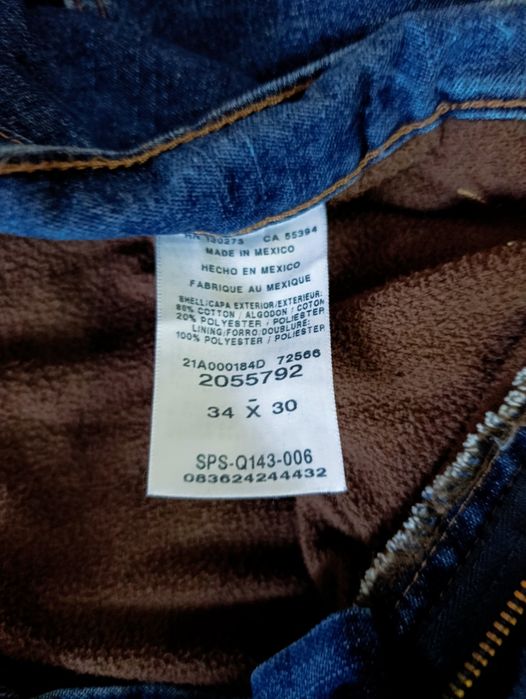 RN 130273 CA 55394
MADE IN MEXICO
HECHO EN MEXICO
FABRIQUE AU MEXIQUE
SHELL/CAPA EXTERIOR/EXTERIEUR:
80% COTTON / ALGODON / COTON
20% POLYESTER / POLIESTER
LINING/FORRO/DOUBLURE:
100% POLYESTER / POLIESTER
21A000184D 72566
2055792
-
34 X 30
SPS-Q143-006
083624244432